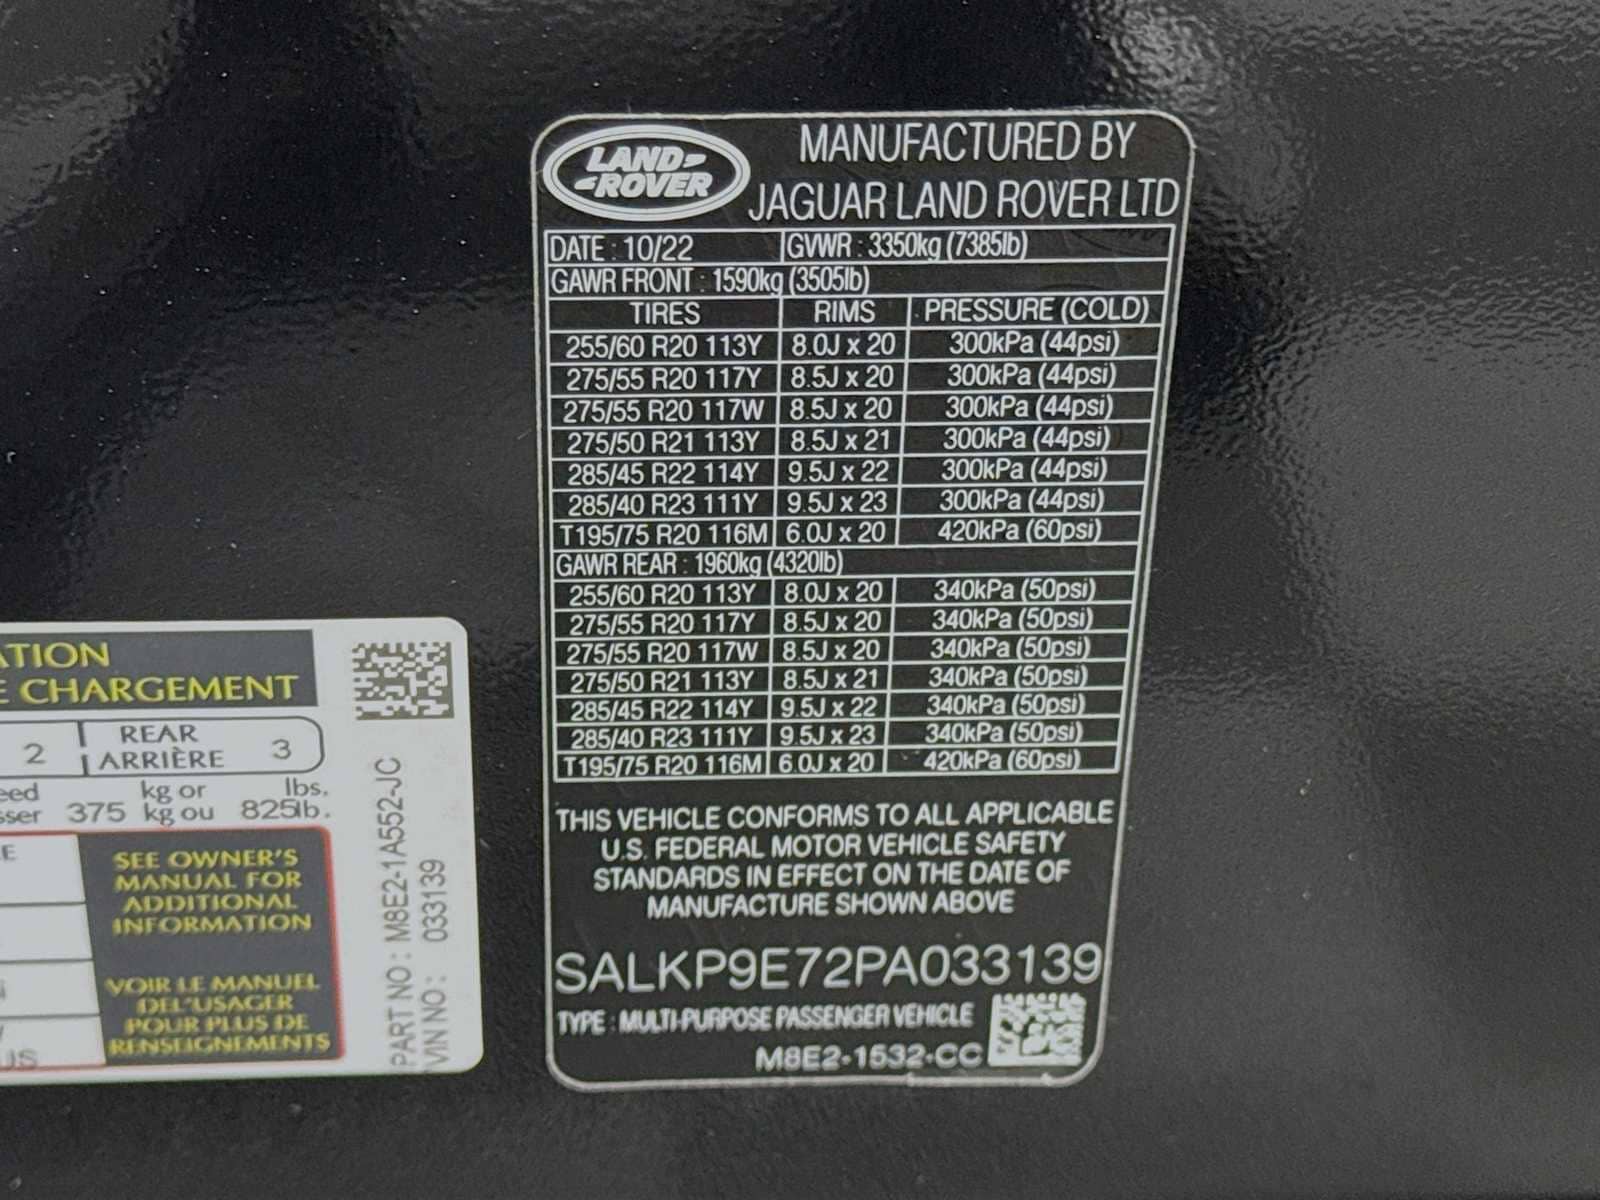 LAND-
-ROVER
MANUFACTURED BY
JAGUAR LAND ROVER LTD
DATE : 10/22 GVWR : 3350kg (7385lb)
GAWR FRONT : 1590kg (3505lb)
TIRES RIMS PRESSURE (COLD)
255/60 R20 113Y 8.0J x 20 300kPa (44psi)
275/55 R20 117Y 8.5J x 20 300kPa (44psi)
275/55 R20 117W 8.5J x 20 300kPa (44psi)
275/50 R21 113Y 8.5J x 21 300kPa (44psi)
285/45 R22 114Y 9.5J x 22 300kPa (44psi)
285/40 R23 111Y 9.5J x 23 300kPa (44psi)
T195/75 R20 116M 6.0J x 20 420kPa (60psi)
GAWR REAR : 1960kg (4320lb)
255/60 R20 113Y 8.0J x 20 340kPa (50psi)
275/55 R20 117Y 8.5J x 20 340kPa (50psi)
275/55 R20 117W 8.5J x 20 340kPa (50psi)
275/50 R21 113Y 8.5J x 21 340kPa (50psi)
285/45 R22 114Y 9.5J x 22 340kPa (50psi)
285/40 R23 111Y 9.5J x 23 340kPa (50psi)
T195/75 R20 116M 6.0J x 20 420kPa (60psi)
THIS VEHICLE CONFORMS TO ALL APPLICABLE
U.S. FEDERAL MOTOR VEHICLE SAFETY
STANDARDS IN EFFECT ON THE DATE OF
MANUFACTURE SHOWN ABOVE
SALKP9E72PA033139
TYPE : MULTI-PURPOSE PASSENGER VEHICLE
M8E2-1532-CC
ATION
E CHARGEMENT
2 REAR 3
ARRIÈRE
eed kg or lbs.
sser 375 kg ou 825lb.
E
SEE OWNER'S
MANUAL FOR
ADDITIONAL
INFORMATION
VOIR LE MANUEL
DEL'USAGER
POUR PLUS DE
RENSEIGNEMENTS
US
PART NO : M8E2-1A552-JC
VIN NO : 033139